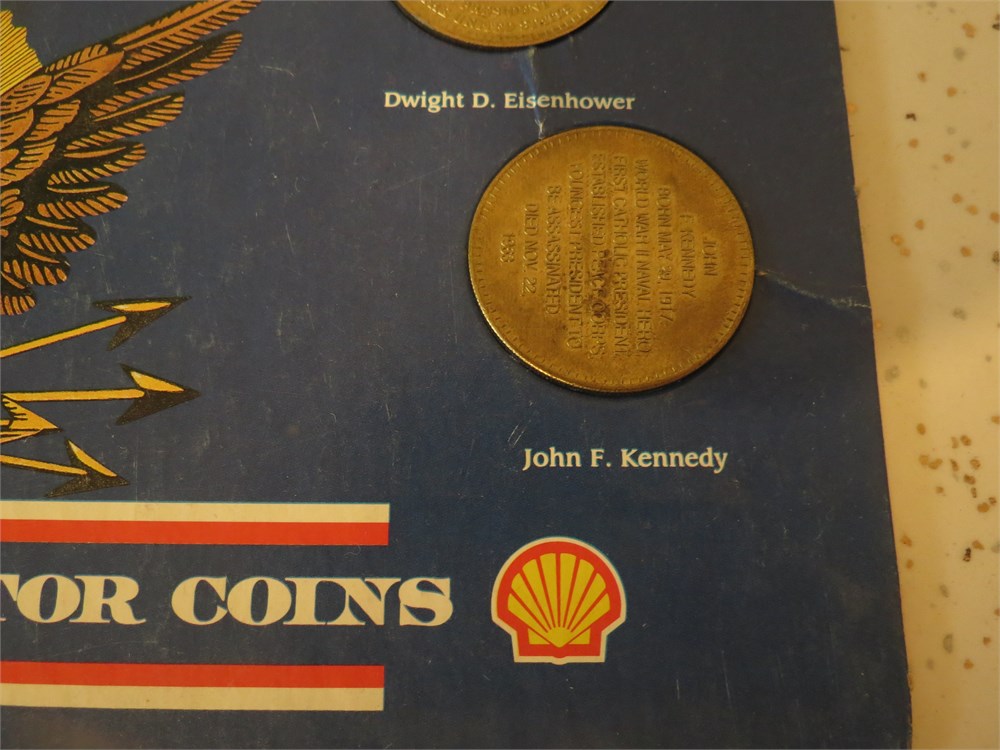 Dwight D. Eisenhower
JOHN
F. KENNEDY
BORN MAY 29, 1917.
WORLD WAR II NAVAL HERO.
FIRST CATHOLIC PRESIDENT.
ESTABLISHED PEACE CORPS.
YOUNGEST PRESIDENT TO
BE ASSASSINATED.
DIED NOV. 22,
1963
John F. Kennedy
TOR COINS